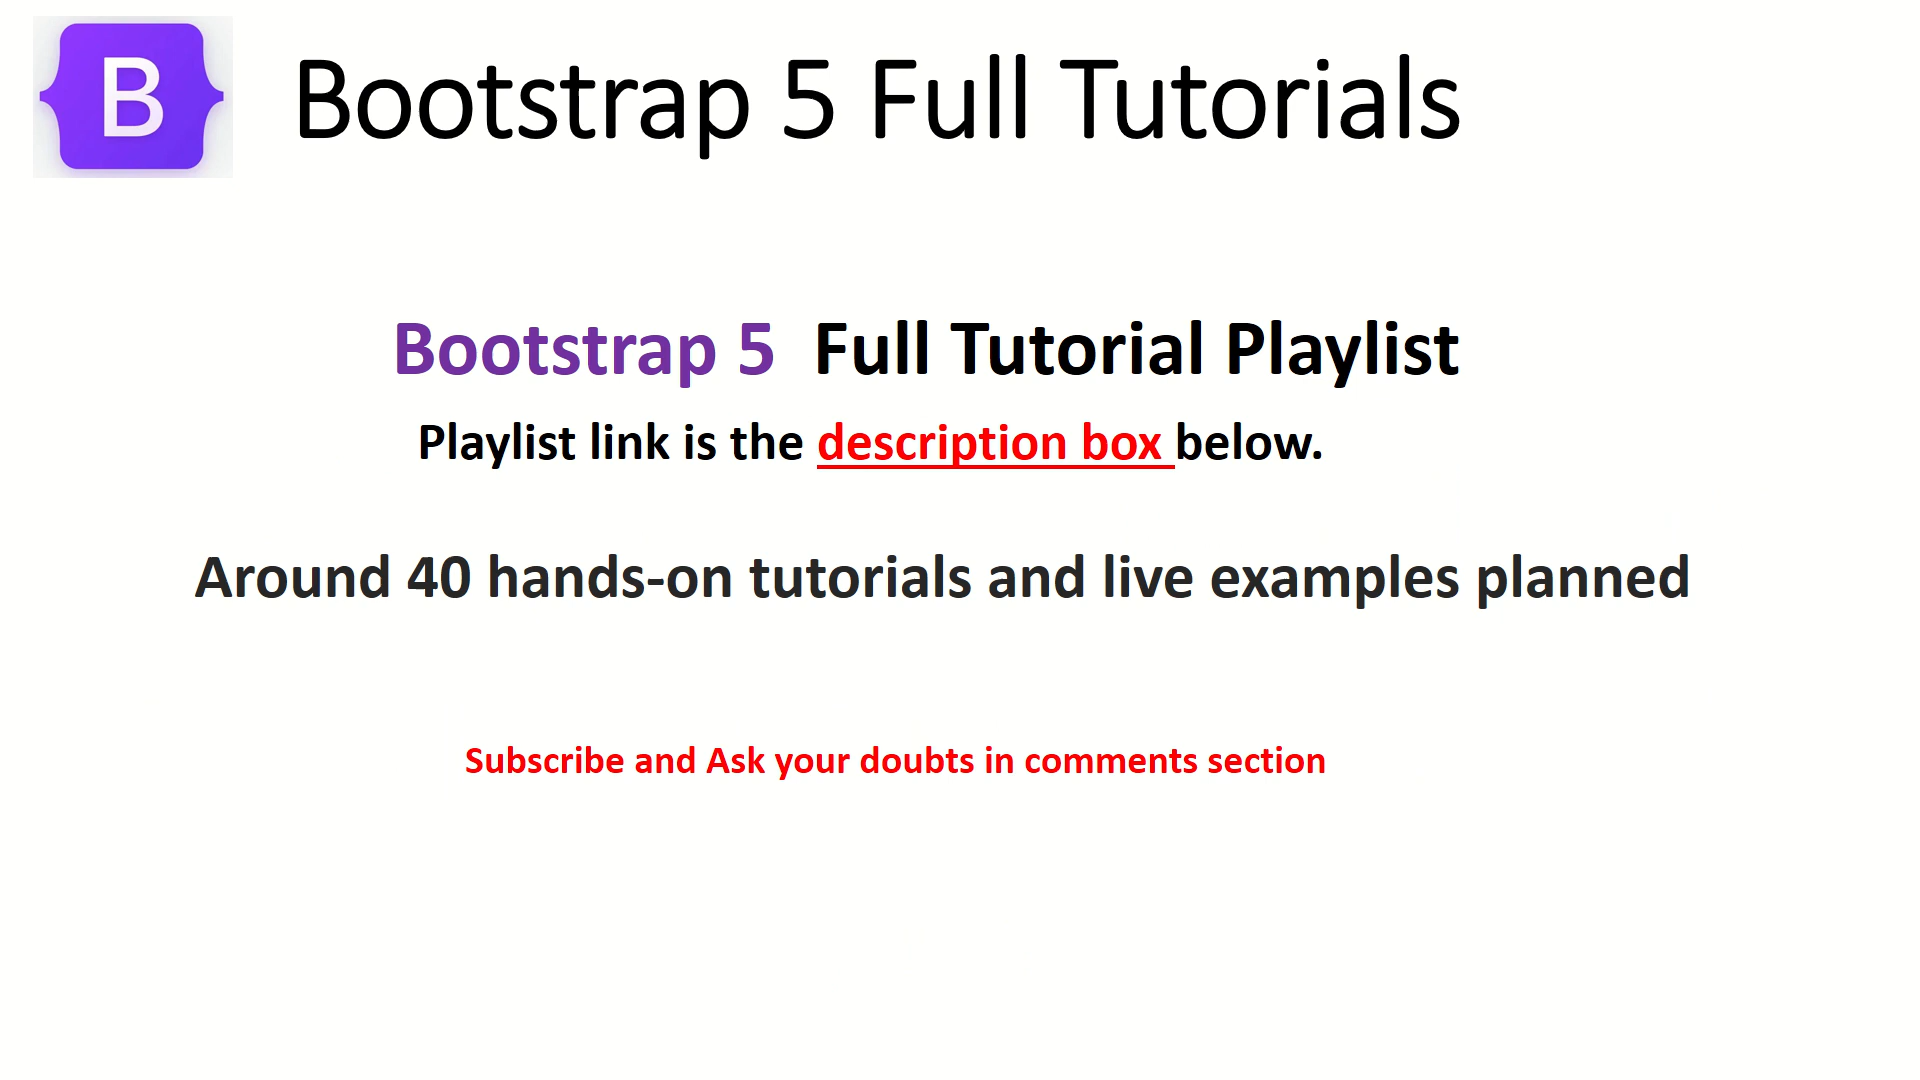 B
Bootstrap 5 Full Tutorials
Bootstrap 5 Full Tutorial Playlist
Playlist link is the description box below.
Around 40 hands-on tutorials and live examples planned
Subscribe and Ask your doubts in comments section